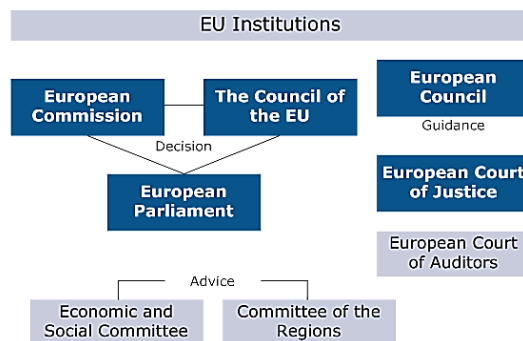 EU Institutions
European
Commission
The Council of
the EU
European
Council
Guidance
Decision
European
Parliament
European Court
of Justice
European Court
of Auditors
Advice
Economic and
Social Committee
Committee of the
Regions